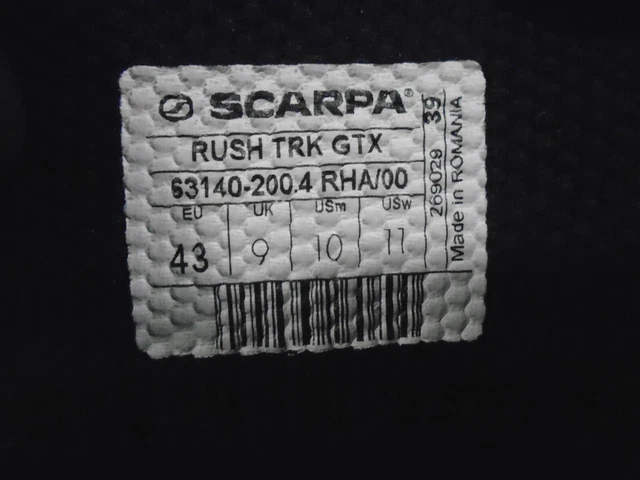 SCARPA®
RUSH TRK GTX
63140-200.4 RHA/00
EU UK USm USw
43 9 10 11
269029 39
Made in ROMANIA